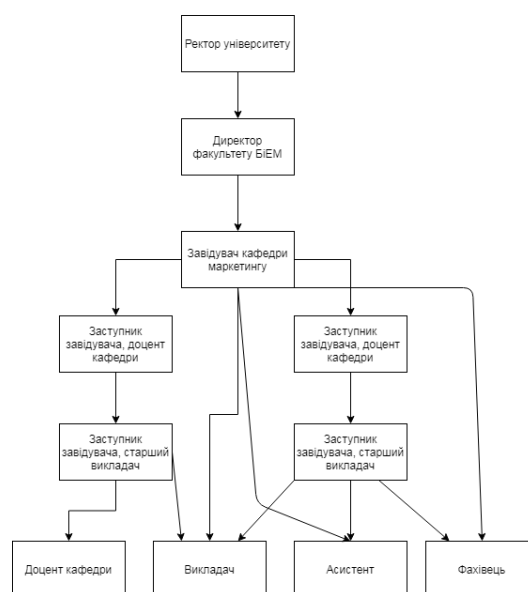 Ректор університету
Директор
факультету БіЕМ
Завідувач кафедри
маркетингу
Заступник
завідувача, доцент
кафедри
Заступник
завідувача, доцент
кафедри
Заступник
завідувача, старший
викладач
Заступник
завідувача, старший
викладач
Доцент кафедри
Викладач
Асистент
Фахівець